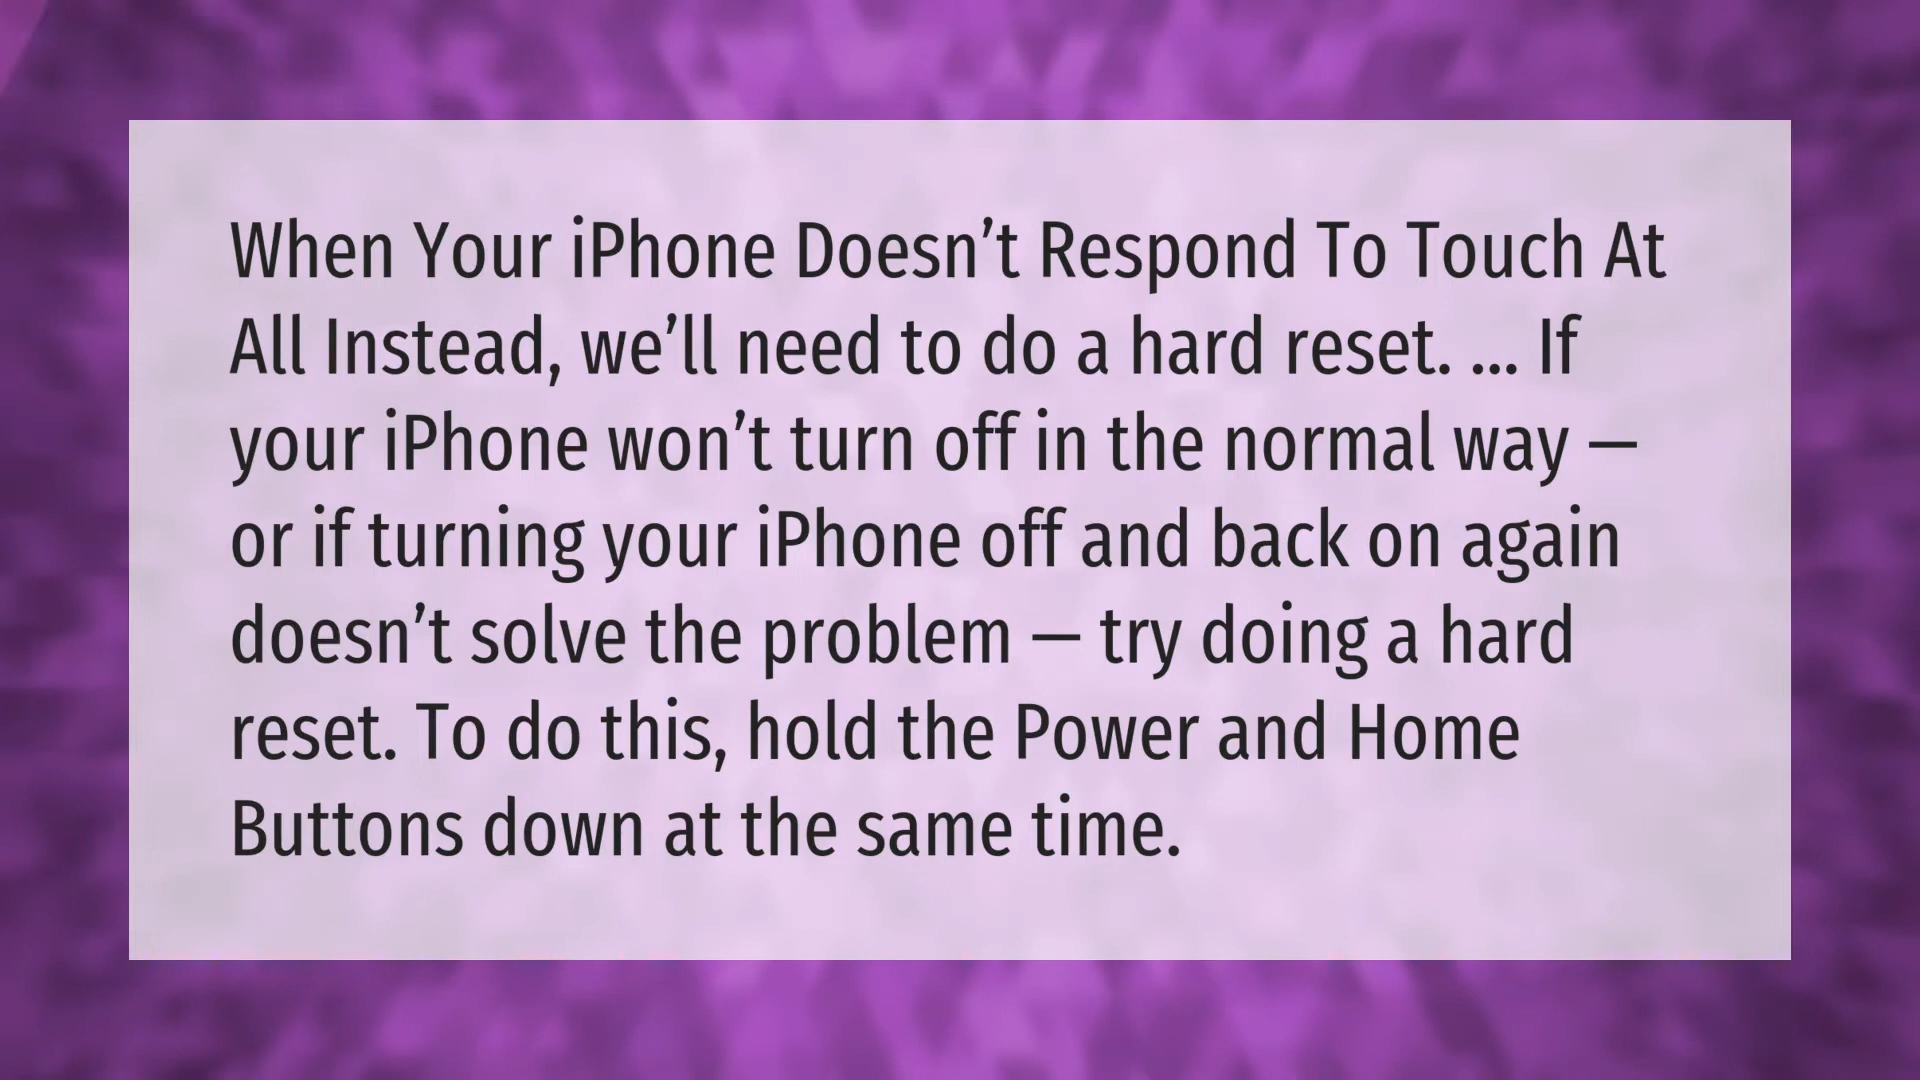 When Your iPhone Doesn’t Respond To Touch At
All Instead, we’ll need to do a hard reset. ... If
your iPhone won’t turn off in the normal way —
or if turning your iPhone off and back on again
doesn’t solve the problem — try doing a hard
reset. To do this, hold the Power and Home
Buttons down at the same time.